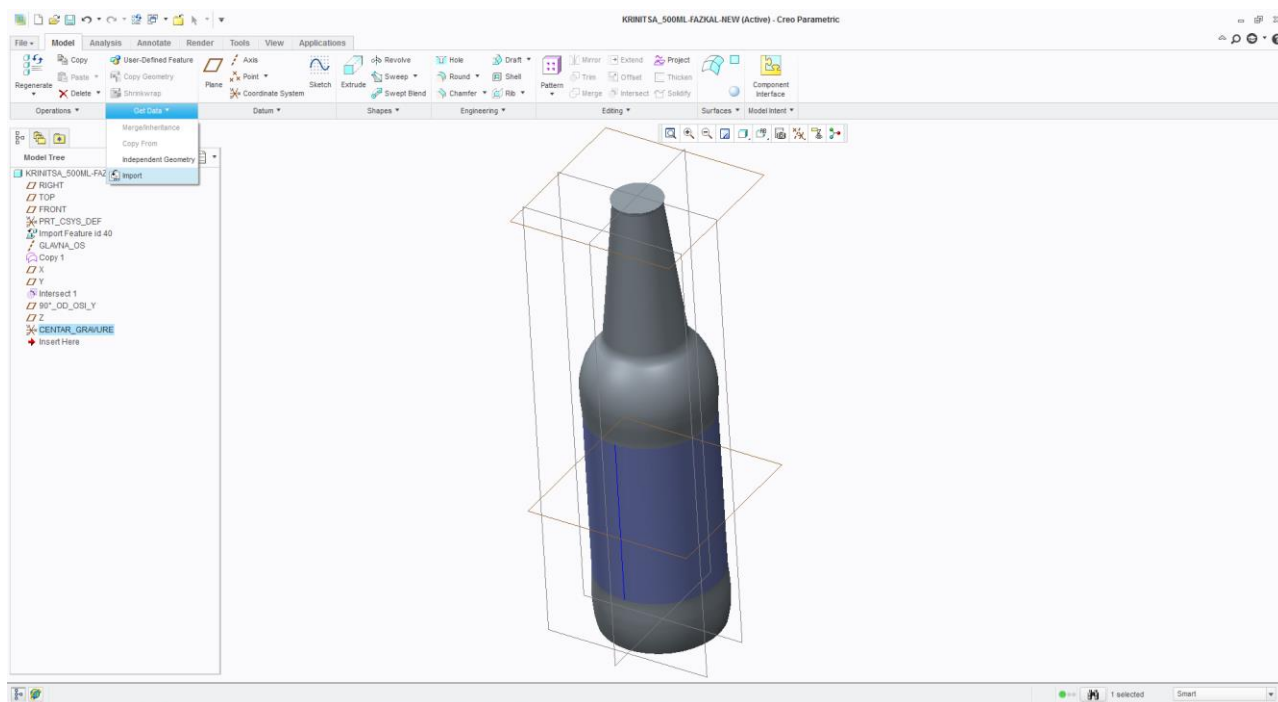 KRINITSA_500ML-FAZKAL-NEW (Active) - Creo Parametric
File Model Analysis Annotate Render Tools View Applications
Regenerate
Copy
Paste
Delete
User-Defined Feature
Copy Geometry
Shrinkwrap
Plane
Axis
Point
Coordinate System
Sketch
Extrude
Revolve
Sweep
Swept Blend
Hole
Round
Chamfer
Draft
Shell
Rib
Pattern
Mirror
Trim
Merge
Extend
Offset
Intersect
Project
Thicken
Solidify
Component
Interface
Operations Get Data Datum Shapes Engineering Editing Surfaces Model Intent
Merge/Inheritance
Copy From
Independent Geometry
Import
Model Tree
KRINITSA_500ML-FAZ
RIGHT
TOP
FRONT
PRT_CSYS_DEF
Import Feature id 40
GLAVNA_OS
Copy 1
X
Y
Intersect 1
90°_OD_OSI_Y
Z
CENTAR_GRAVURE
Insert Here
1 selected
Smart